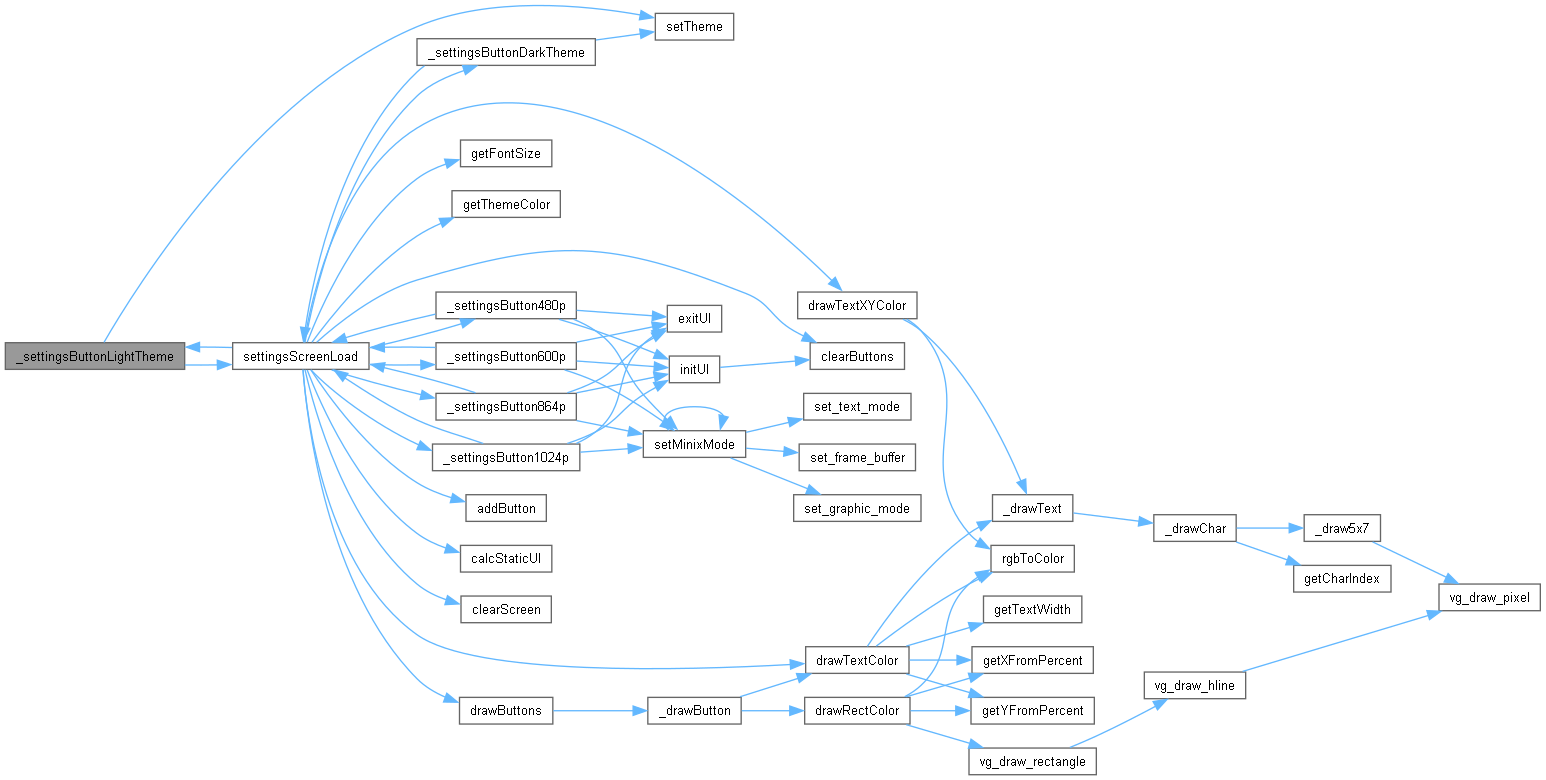 setTheme
_settingsButtonDarkTheme
getFontSize
getThemeColor
_settingsButton480p
exitUI
drawTextXYColor
_settingsButtonLightTheme
settingsScreenLoad
_settingsButton600p
initUI
clearButtons
_settingsButton864p
set_text_mode
_settingsButton1024p
setMinixMode
set_frame_buffer
addButton
set_graphic_mode
_drawText
_drawChar
_draw5x7
calcStaticUI
rgbToColor
getCharIndex
clearScreen
getTextWidth
vg_draw_pixel
drawTextColor
getXFromPercent
vg_draw_hline
drawButtons
_drawButton
drawRectColor
getYFromPercent
vg_draw_rectangle